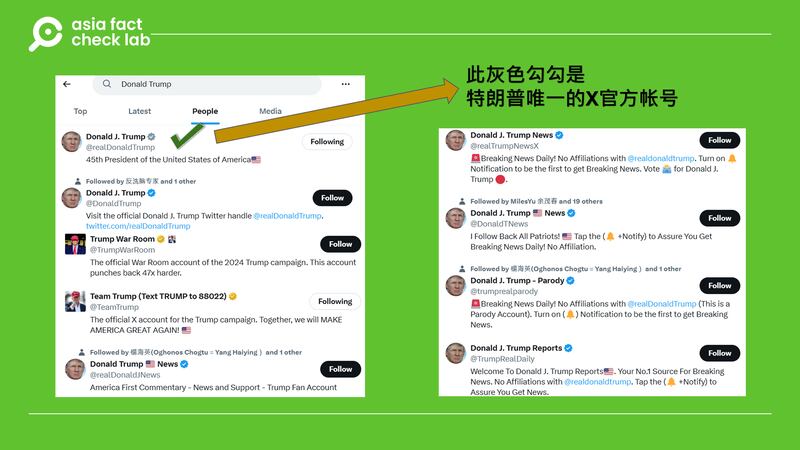 asia fact
check lab
Donald Trump
Top Latest People Media
Donald J. Trump
@realDonaldTrump
Following
45th President of the United States of America🇺🇸
Followed by 反洗脑专家 and 1 other
Donald J. Trump
@DonaldTrump
Follow
Visit the official Donald J. Trump Twitter handle @realDonaldTrump.
twitter.com/realDonaldTrump
Trump War Room
@TrumpWarRoom
Follow
The official War Room account of the 2024 Trump campaign. This account
punches back 47x harder.
Team Trump (Text TRUMP to 88022)
@TeamTrump
Following
The official X account for the Trump campaign. Together, we will MAKE
AMERICA GREAT AGAIN! 🇺🇸
Followed by 楊海英(Oghonos Chogtu = Yang Haiying ) and 1 other
Donald Trump 🇺🇸 News
@realDonaldJNews
Follow
America First Commentary - News and Support - Trump Fan Account
此灰色勾勾是
特朗普唯一的X官方帐号
Donald J. Trump News
@realTrumpNewsX
Follow
🚨Breaking News Daily! No Affiliations with @realdonaldtrump. Turn on 🔔
Notification to be the first to get Breaking News. Vote 🗳️ for Donald J.
Trump 🔴.
Followed by MilesYu 余茂春 and 19 others
Donald J. Trump 🇺🇸 News
@DonaldTNews
Follow
I Follow Back All Patriots! 🇺🇸 Tap the (🔔 +Notify) to Assure You Get
Breaking News Daily! No Affiliation.
Followed by 楊海英(Oghonos Chogtu = Yang Haiying ) and 1 other
Donald J. Trump - Parody
@trumprealparody
Follow
🚨Breaking News Daily! No Affiliations with @realDonaldTrump (This is a
Parody Account). Turn on (🔔) Notification to be the first to get Breaking
News.
Donald J. Trump Reports
@TrumpRealDaily
Follow
Welcome To Donald J. Trump Reports🇺🇸. Your No.1 Source For Breaking
News. No Affiliations with @realdonaldtrump. Tap the (🔔 +Notify) to
Assure You Get News.